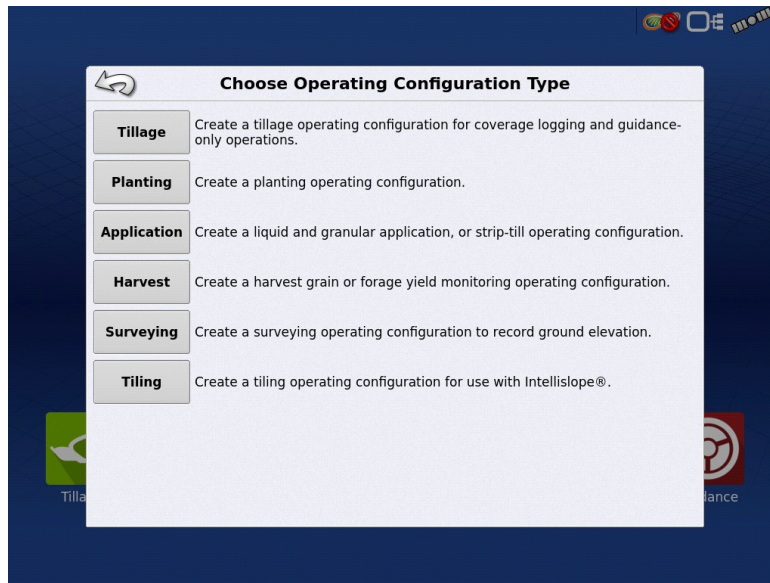 Choose Operating Configuration Type
Tillage
Create a tillage operating configuration for coverage logging and guidance-
only operations.
Planting
Create a planting operating configuration.
Application
Create a liquid and granular application, or strip-till operating configuration.
Harvest
Create a harvest grain or forage yield monitoring operating configuration.
Surveying
Create a surveying operating configuration to record ground elevation.
Tiling
Create a tiling operating configuration for use with Intellislope®.
Tilla
dance